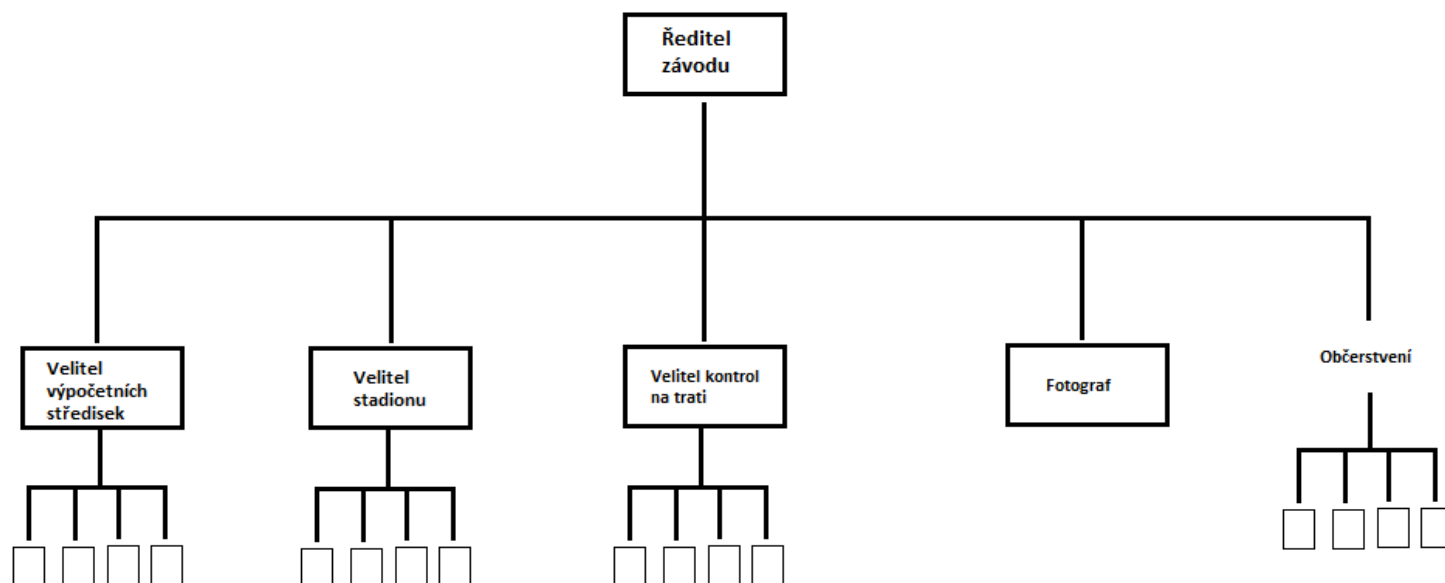 Ředitel
závodu
Velitel
výpočetních
středisek
Velitel
stadionu
Velitel kontrol
na trati
Fotograf
Občerstvení